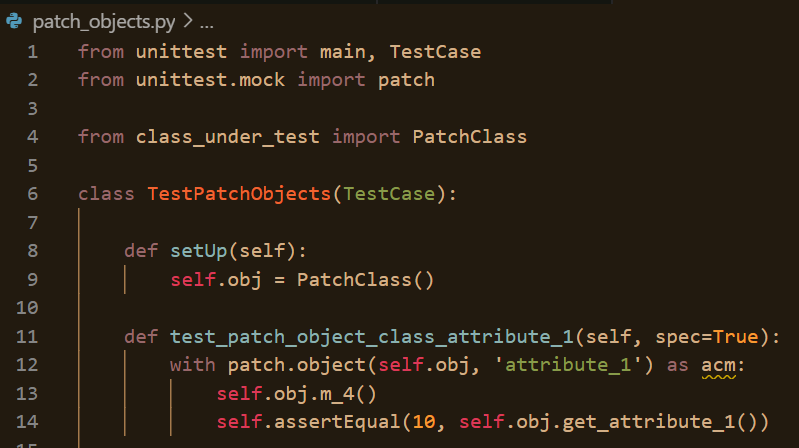 patch_objects.py > ...
1 from unittest import main, TestCase
2 from unittest.mock import patch
3
4 from class_under_test import PatchClass
5
6 class TestPatchObjects(TestCase):
7
8 def setUp(self):
9 self.obj = PatchClass()
10
11 def test_patch_object_class_attribute_1(self, spec=True):
12 with patch.object(self.obj, 'attribute_1') as acm:
13 self.obj.m_4()
14 self.assertEqual(10, self.obj.get_attribute_1())